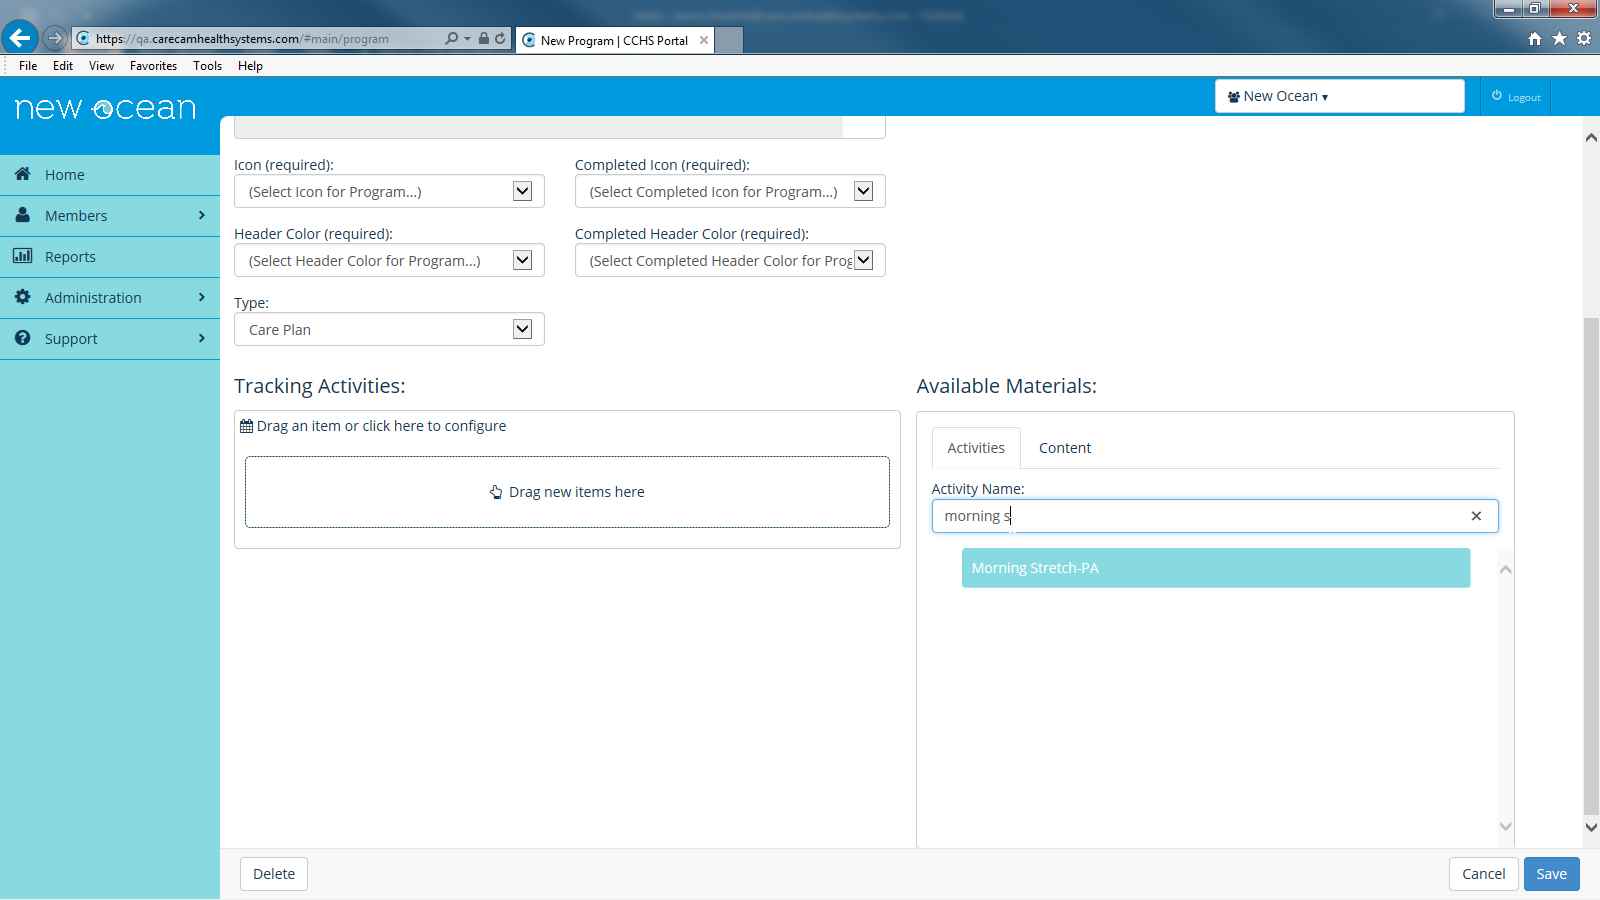 https://qa.carecamhealthsystems.com/#main/program
New Program | CCHS Portal
File Edit View Favorites Tools Help
new ocean
New Ocean
Logout
Home
Members
Reports
Administration
Support
Icon (required):
Completed Icon (required):
(Select Icon for Program...)
(Select Completed Icon for Program...)
Header Color (required):
Completed Header Color (required):
(Select Header Color for Program...)
(Select Completed Header Color for Prog
Type:
Care Plan
Tracking Activities:
Available Materials:
Drag an item or click here to configure
Drag new items here
Activities
Content
Activity Name:
morning s
Morning Stretch-PA
Delete
Cancel
Save